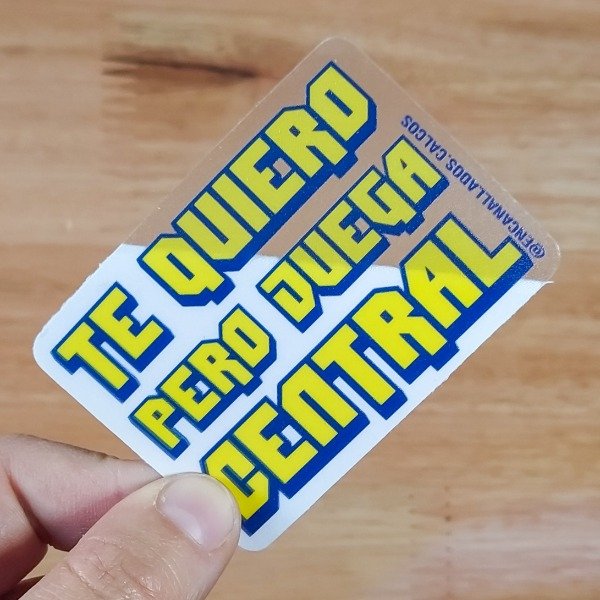 TE QUIERO
PERO JUEGA
CENTRAL
@ENCANALLADOS.CALCOS